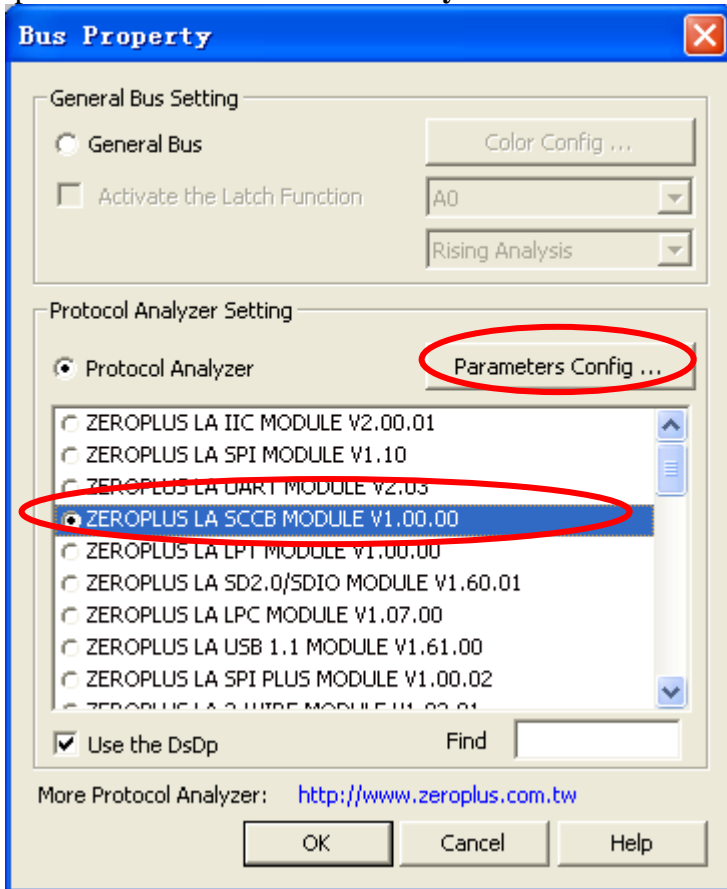 Bus Property
General Bus Setting
General Bus
Color Config ...
Activate the Latch Function
A0
Rising Analysis
Protocol Analyzer Setting
Protocol Analyzer
Parameters Config ...
ZEROPLUS LA IIC MODULE V2.00.01
ZEROPLUS LA SPI MODULE V1.10
ZEROPLUS LA UART MODULE V2.03
ZEROPLUS LA SCCB MODULE V1.00.00
ZEROPLUS LA LPT MODULE V1.00.00
ZEROPLUS LA SD2.0/SDIO MODULE V1.60.01
ZEROPLUS LA LPC MODULE V1.07.00
ZEROPLUS LA USB 1.1 MODULE V1.61.00
ZEROPLUS LA SPI PLUS MODULE V1.00.02
Use the DsDp
Find
More Protocol Analyzer: http://www.zeroplus.com.tw
OK
Cancel
Help